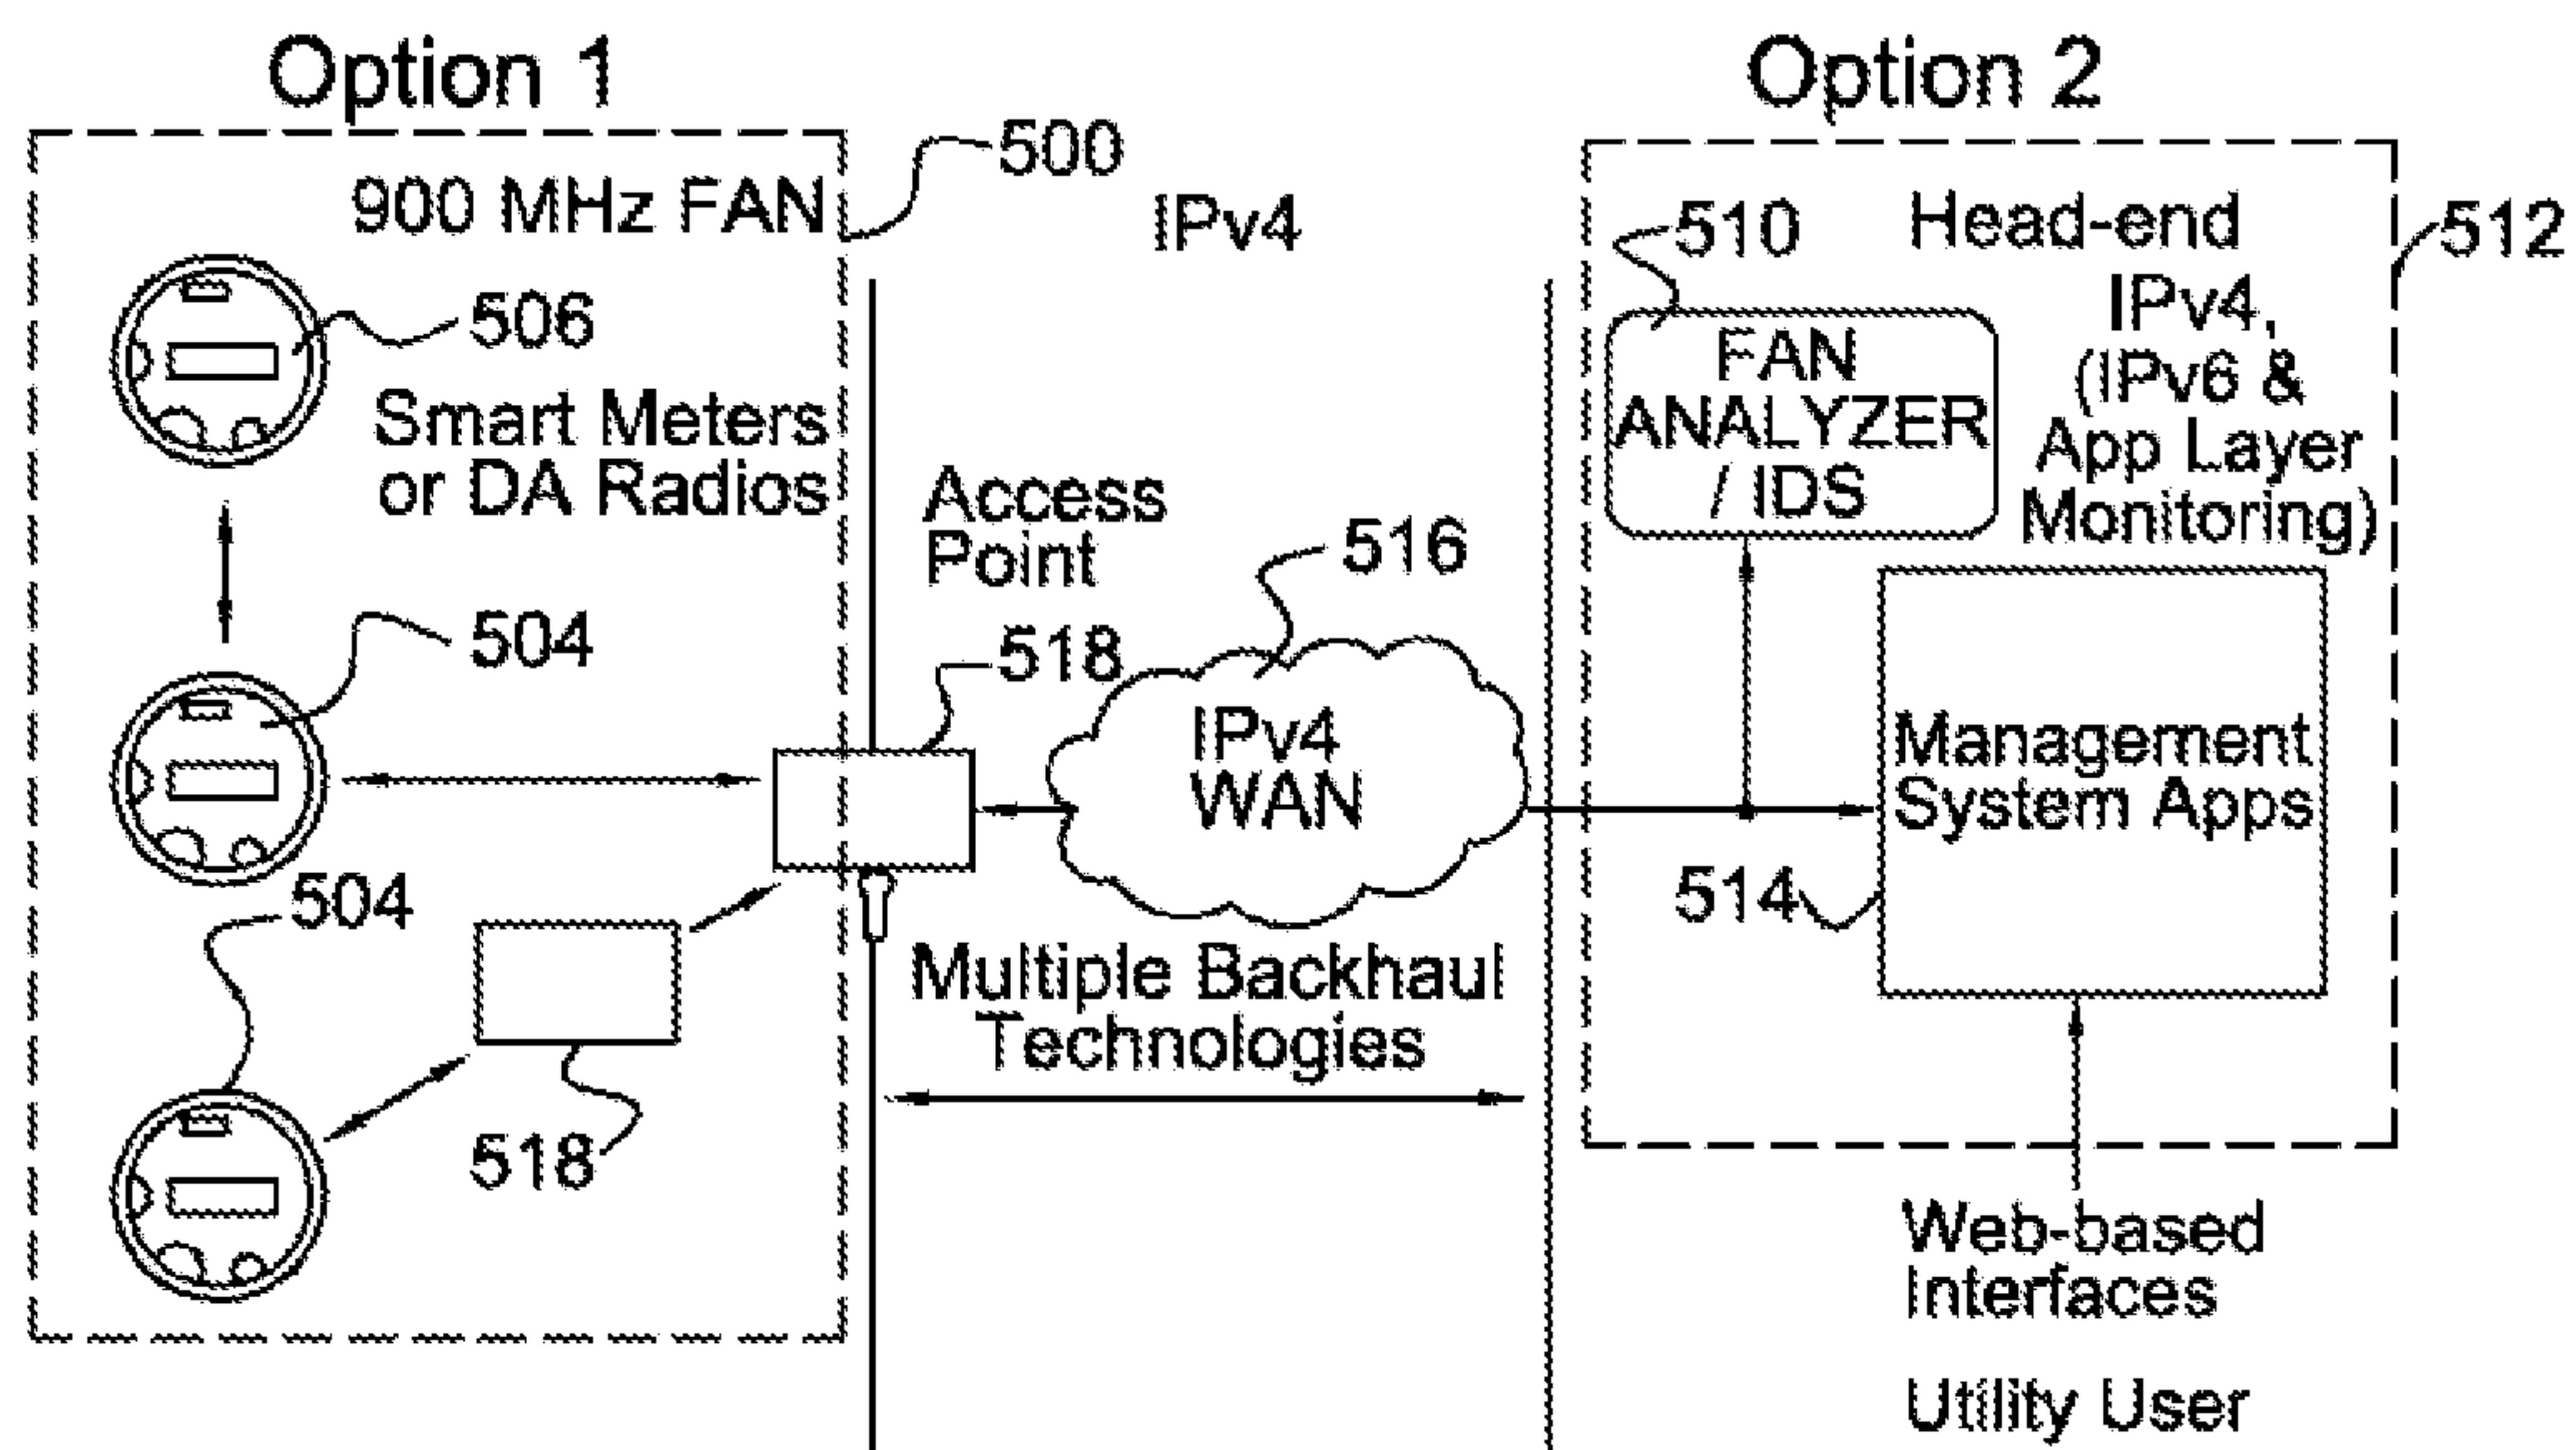 Option 1
900 MHz FAN
500
506
Smart Meters
or DA Radios
504
504
518
IPv4
Access
Point
518
516
IPv4
WAN
Multiple Backhaul
Technologies
Option 2
510
Head-end
512
IPv4,
(IPv6 &
App Layer
Monitoring)
FAN
ANALYZER
/ IDS
Management
System Apps
514
Web-based
Interfaces
Utility User